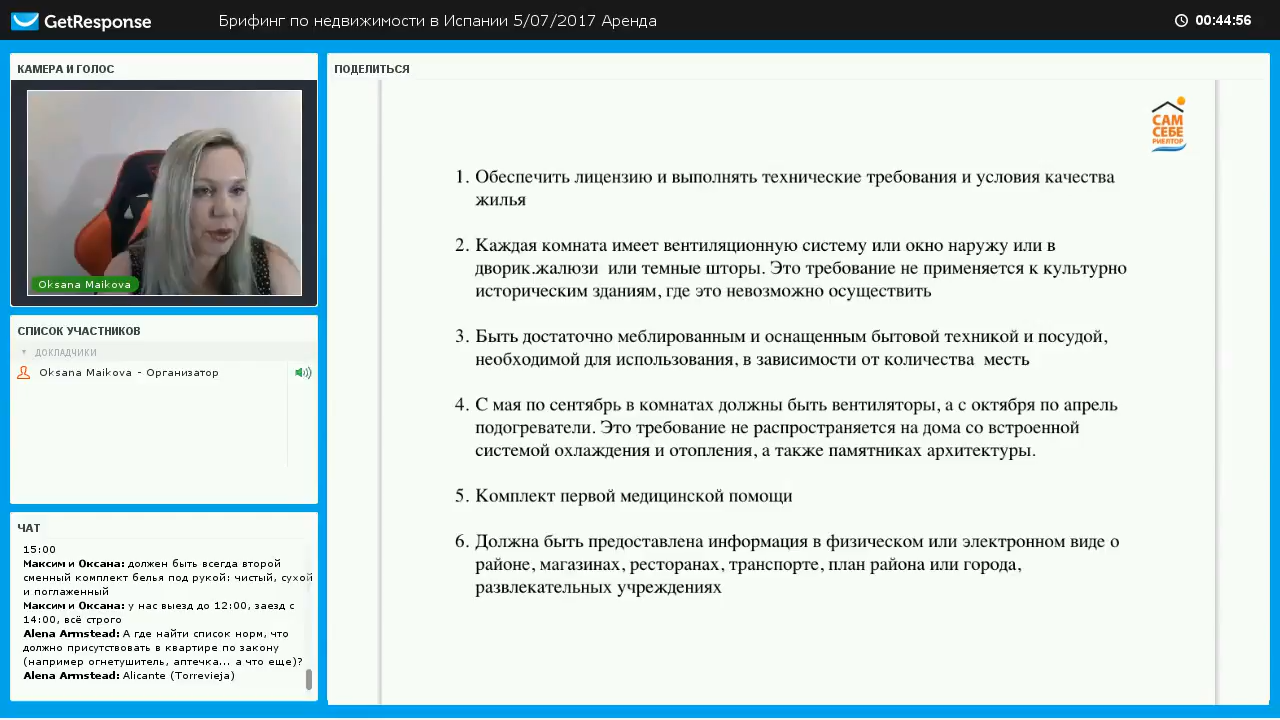 GetResponse
Брифинг по недвижимости в Испании 5/07/2017 Аренда
00:44:56
КАМЕРА И ГОЛОС
Oksana Maikova
СПИСОК УЧАСТНИКОВ
ДОКЛАДЧИКИ
Oksana Maikova - Организатор
ЧАТ
15:00
Максим и Оксана: должен быть всегда второй
сменный комплект белья под рукой: чистый, сухой
и поглаженный
Максим и Оксана: у нас выезд до 12:00, заезд с
14:00, всё строго
Alena Armstead: А где найти список норм, что
должно присутствовать в квартире по закону
(например огнетушитель, аптечка... а что еще)?
Alena Armstead: Alicante (Torrevieja)
ПОДЕЛИТЬСЯ
САМ
СЕБЕ
РИЕЛТОР
1. Обеспечить лицензию и выполнять технические требования и условия качества
жилья
2. Каждая комната имеет вентиляционную систему или окно наружу или в
дворик.жалюзи или темные шторы. Это требование не применяется к культурно
историческим зданиям, где это невозможно осуществить
3. Быть достаточно меблированным и оснащенным бытовой техникой и посудой,
необходимой для использования, в зависимости от количества месть
4. С мая по сентябрь в комнатах должны быть вентиляторы, а с октября по апрель
подогреватели. Это требование не распространяется на дома со встроенной
системой охлаждения и отопления, а также памятниках архитектуры.
5. Комплект первой медицинской помощи
6. Должна быть предоставлена информация в физическом или электронном виде о
районе, магазинах, ресторанах, транспорте, план района или города,
развлекательных учреждениях